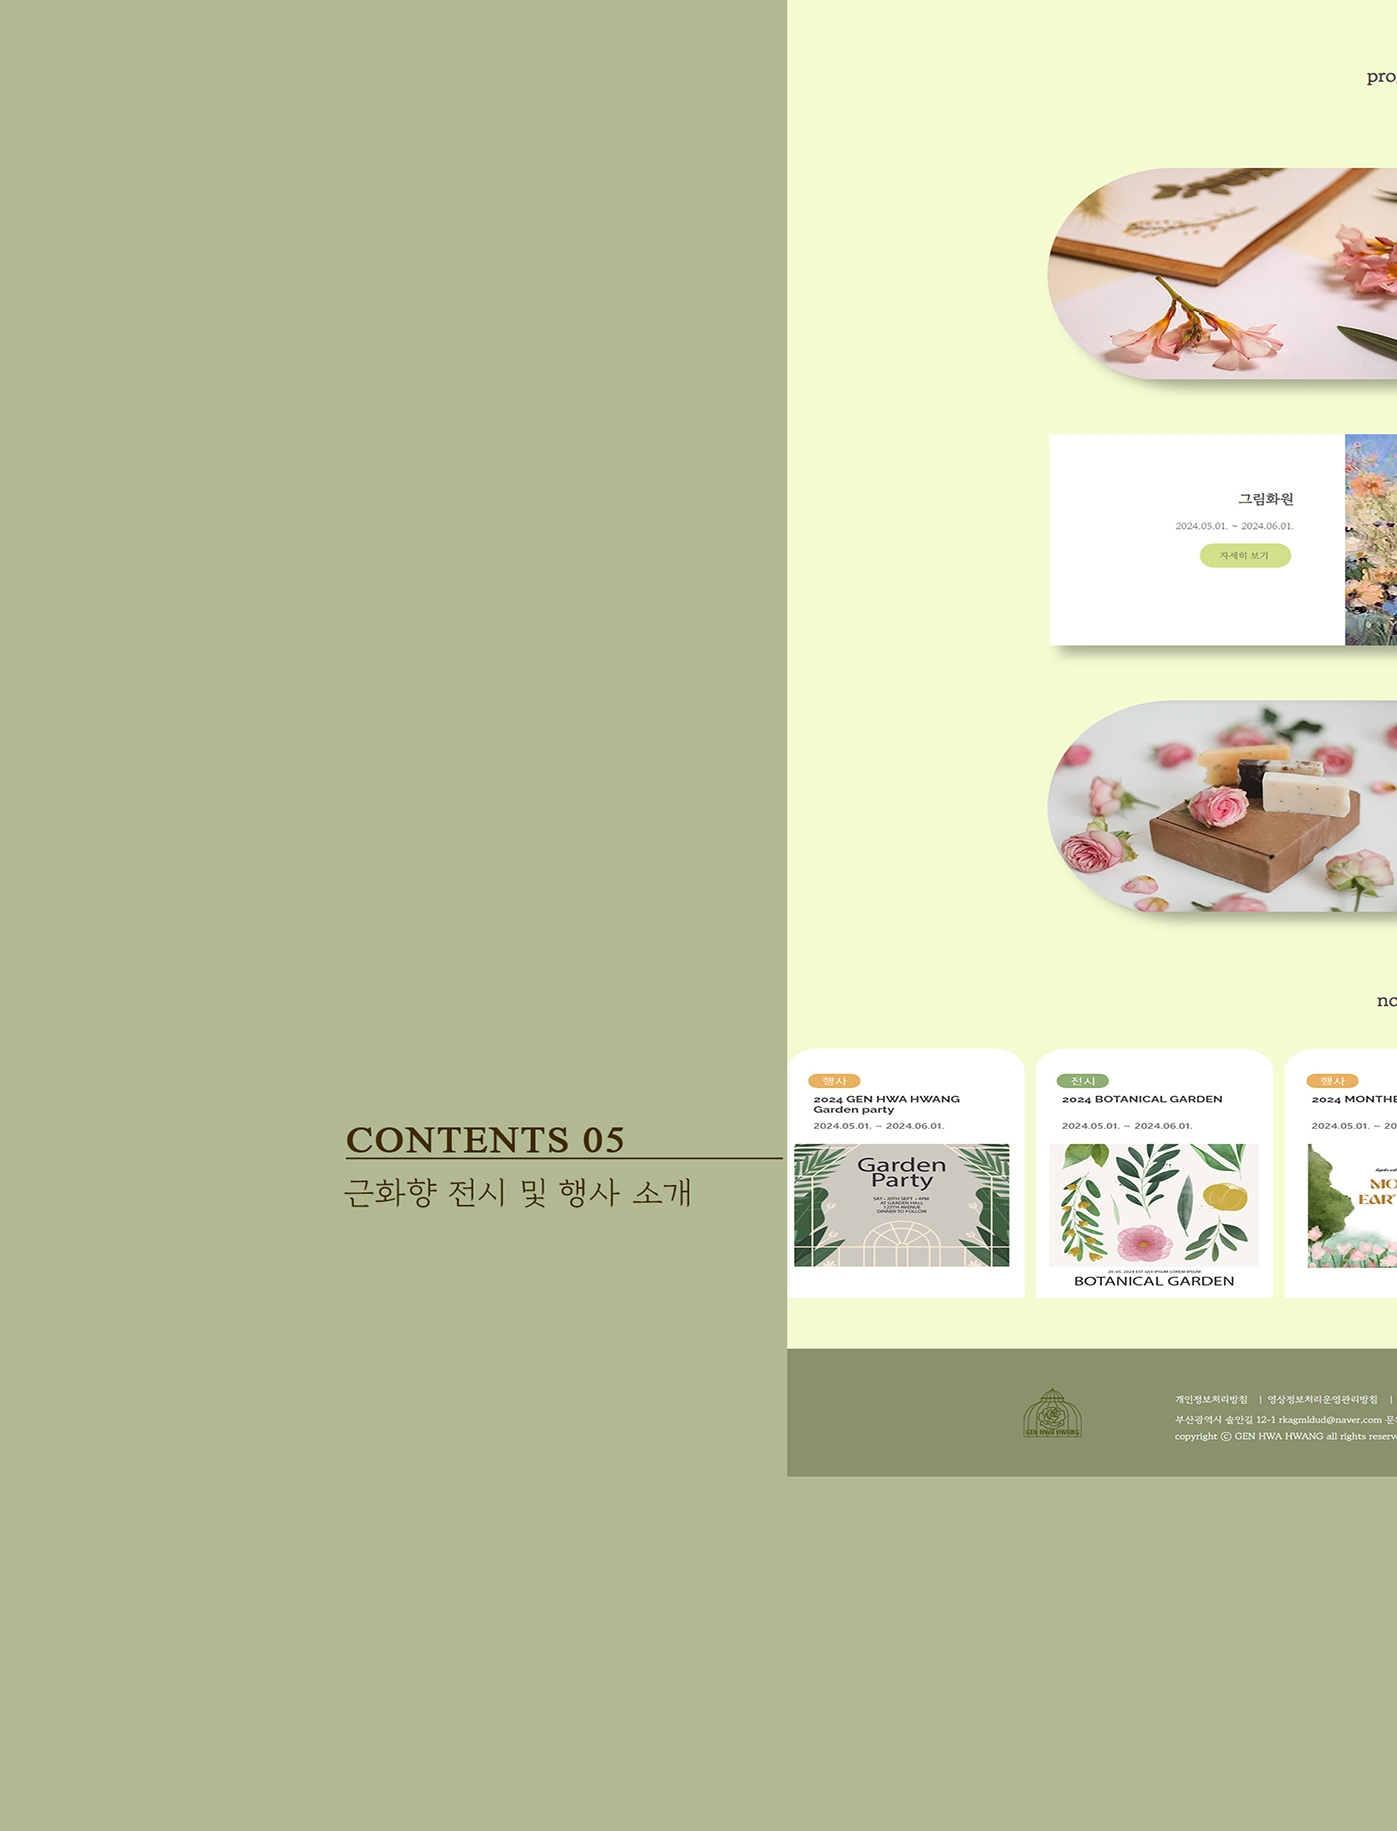 그림화원
2024.05.01. ~ 2024.06.01.
자세히 보기
행사
2024 GEN HWA HWANG
Garden party
2024.05.01. ~ 2024.06.01.
Garden
Party
SAT • 20TH SEPT • 4PM
AT GARDEN HALL
123TH AVENUE
DINNER TO FOLLOW
전시
2024 BOTANICAL GARDEN
2024.05.01. ~ 2024.06.01.
20. 05. 2024 EST QUI IPSUM LOREM IPSUM
BOTANICAL GARDEN
행사
2024 MONTHE
2024.05.01. ~ 20
MO
EART
CONTENTS 05
근화향 전시 및 행사 소개
GEN HWA HWANG
개인정보처리방침 | 영상정보처리운영관리방침 |
부산광역시 솔안길 12-1 rkagmldud@naver.com 문의
copyright ⓒ GEN HWA HWANG all rights reserve